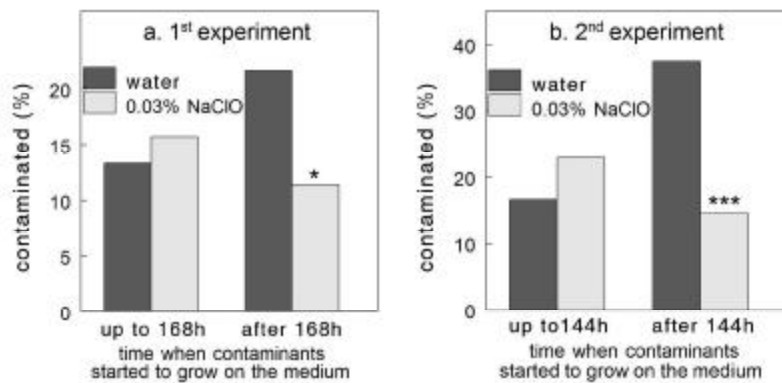 a. 1st experiment
water
0.03% NaClO
contaminated (%)
20
15
10
5
0
*
up to 168h
after 168h
time when contaminants
started to grow on the medium
b. 2nd experiment
water
0.03% NaClO
contaminated (%)
40
30
20
10
0
***
up to144h
after 144h
time when contaminants
started to grow on the medium